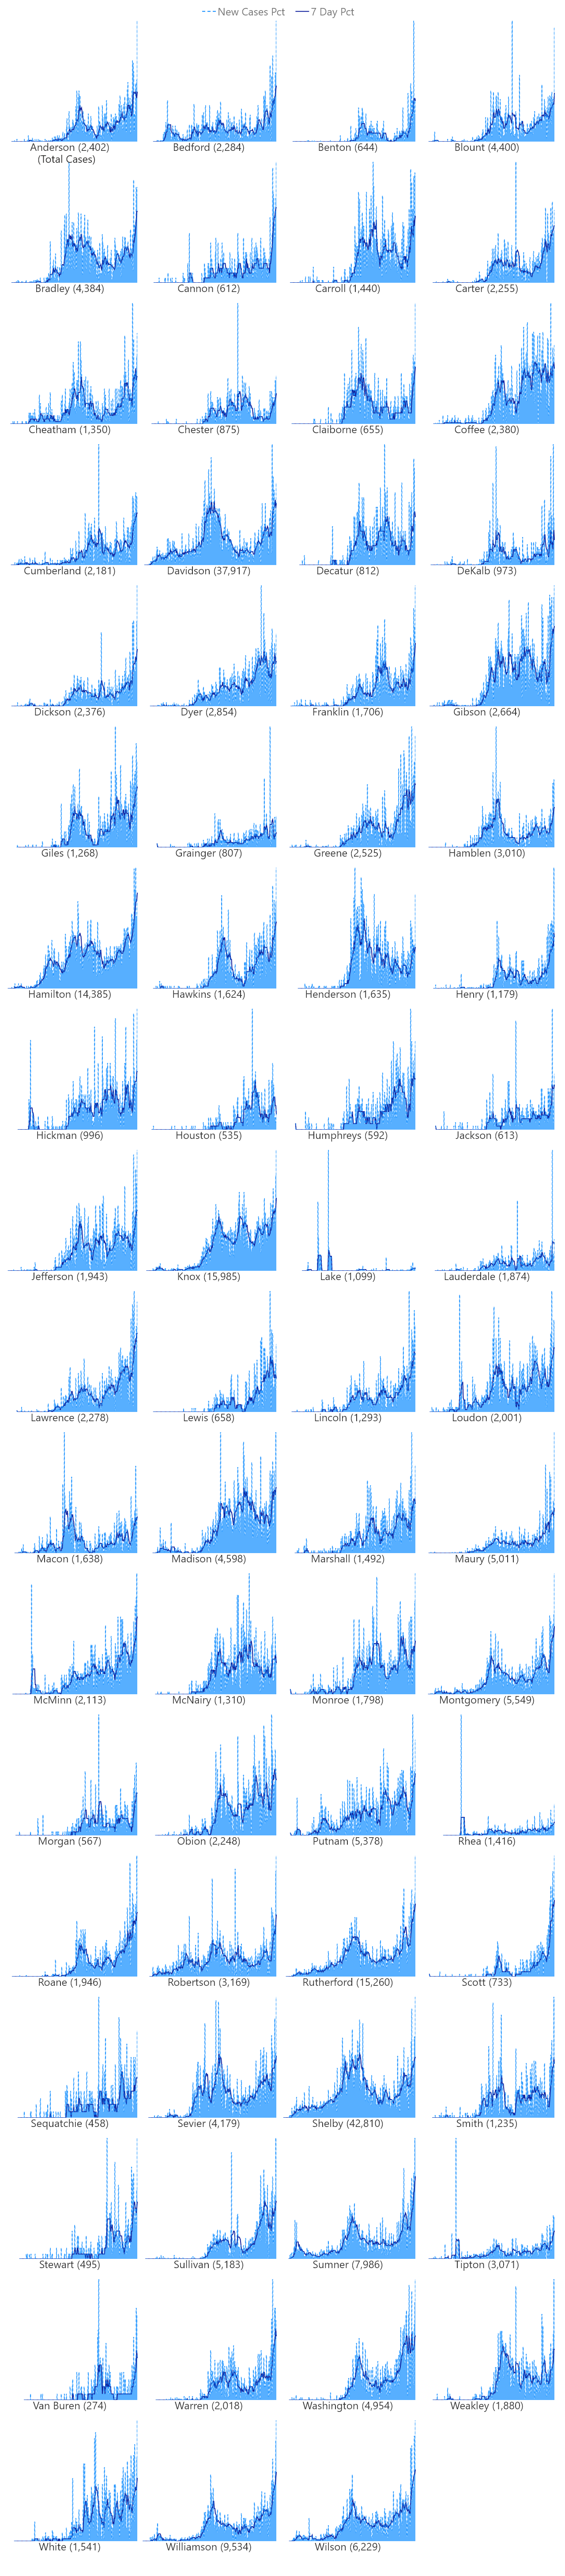 New Cases Pct 7 Day Pct
Anderson (2,402) Bedford (2,284) Benton (644) Blount (4,400)
(Total Cases)
Bradley (4,384) Cannon (612) Carroll (1,440) Carter (2,255)
Cheatham (1,350) Chester (875) Claiborne (655) Coffee (2,380)
Cumberland (2,181) Davidson (37,917) Decatur (812) DeKalb (973)
Dickson (2,376) Dyer (2,854) Franklin (1,706) Gibson (2,664)
Giles (1,268) Grainger (807) Greene (2,525) Hamblen (3,010)
Hamilton (14,385) Hawkins (1,624) Henderson (1,635) Henry (1,179)
Hickman (996) Houston (535) Humphreys (592) Jackson (613)
Jefferson (1,943) Knox (15,985) Lake (1,099) Lauderdale (1,874)
Lawrence (2,278) Lewis (658) Lincoln (1,293) Loudon (2,001)
Macon (1,638) Madison (4,598) Marshall (1,492) Maury (5,011)
McMinn (2,113) McNairy (1,310) Monroe (1,798) Montgomery (5,549)
Morgan (567) Obion (2,248) Putnam (5,378) Rhea (1,416)
Roane (1,946) Robertson (3,169) Rutherford (15,260) Scott (733)
Sequatchie (458) Sevier (4,179) Shelby (42,810) Smith (1,235)
Stewart (495) Sullivan (5,183) Sumner (7,986) Tipton (3,071)
Van Buren (274) Warren (2,018) Washington (4,954) Weakley (1,880)
White (1,541) Williamson (9,534) Wilson (6,229)